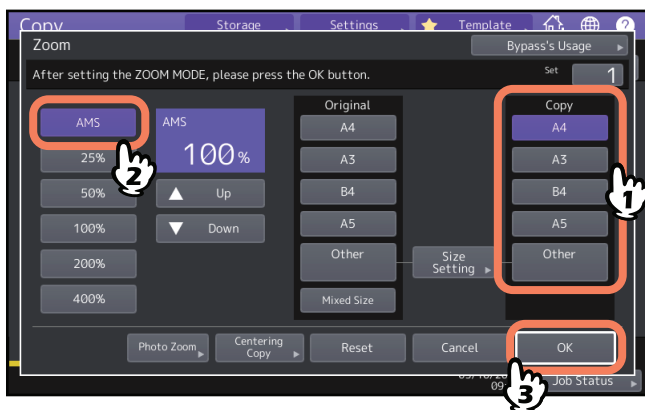 Copy Storage Settings Template
Zoom Bypass's Usage
After setting the ZOOM MODE, please press the OK button. Set 1
Original Copy
AMS AMS A4 A4
25% 100% A3 A3
50% Up B4 B4
100% Down A5 A5
200% Other Size Setting Other
400% Mixed Size
Photo Zoom Centering Copy Reset Cancel OK
Job Status
1
2
3